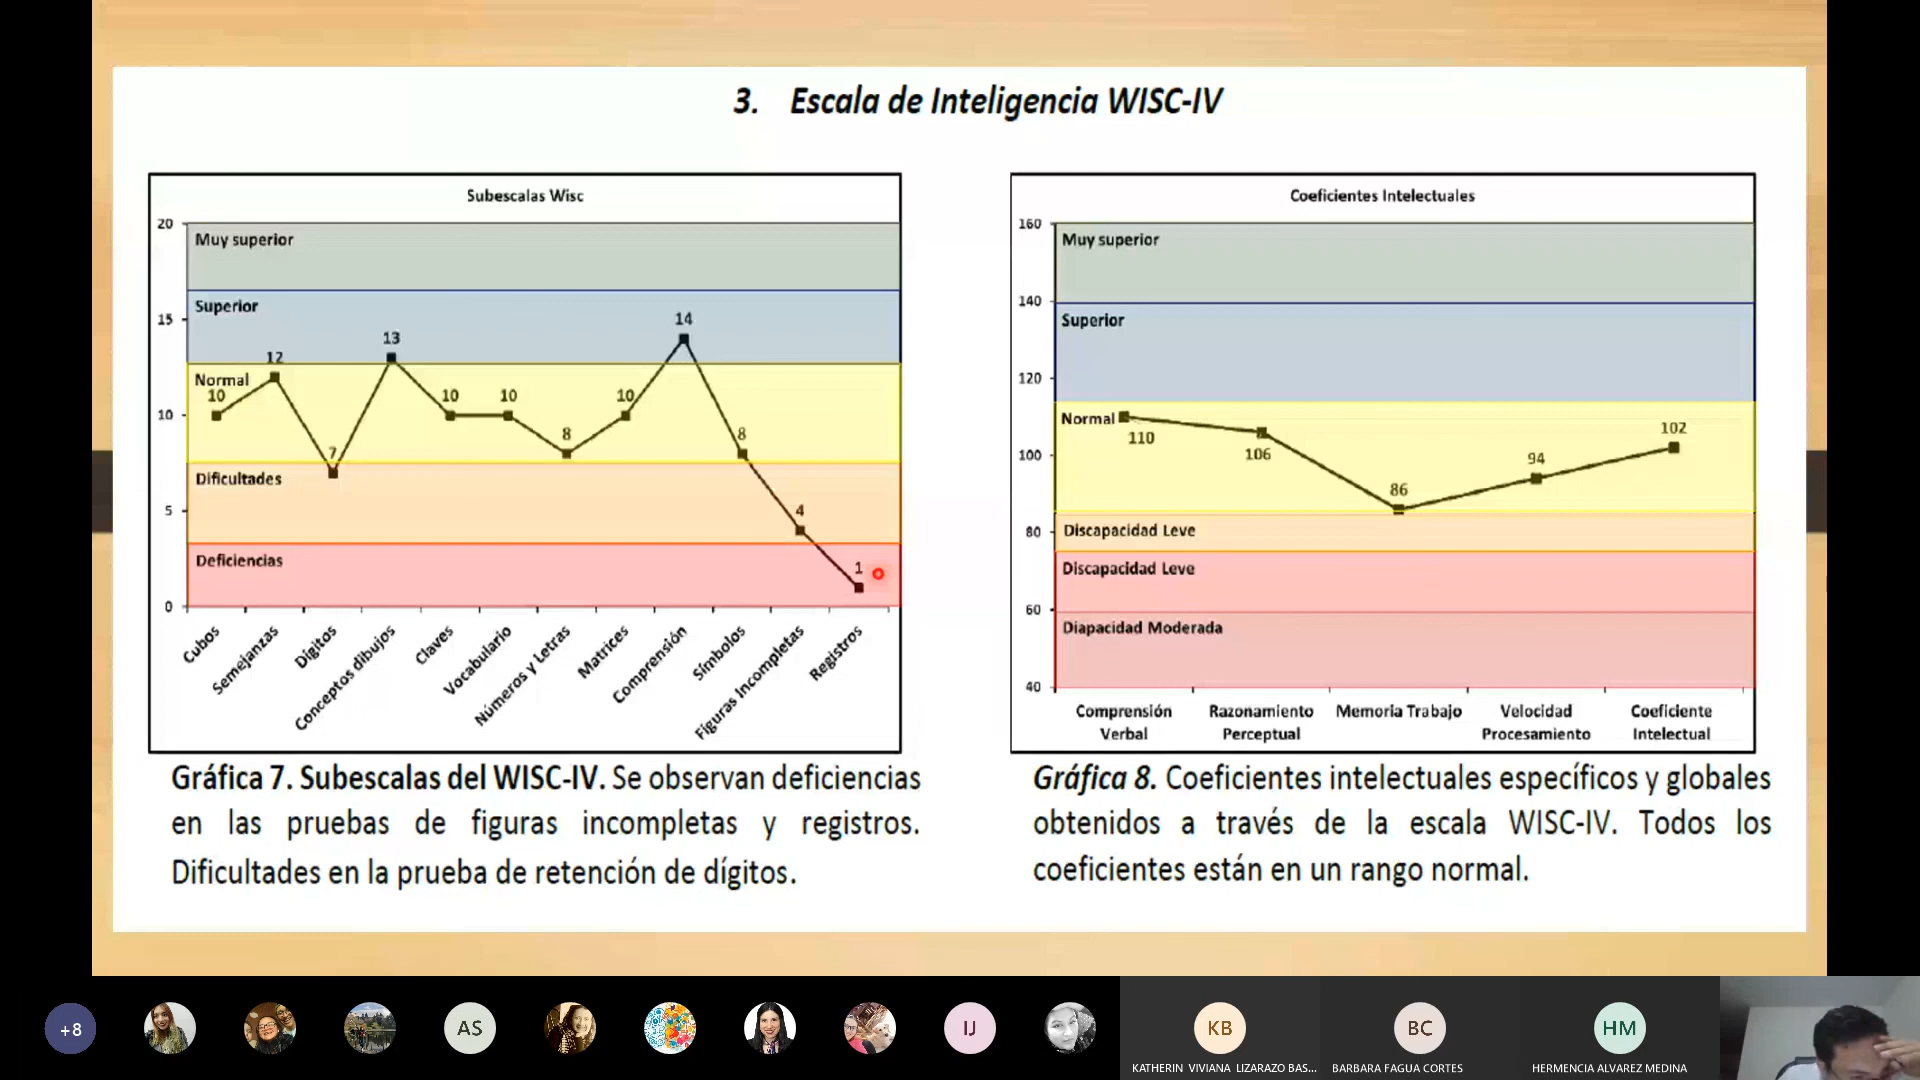 3. Escala de Inteligencia WISC-IV
Subescalas Wisc
20
15
10
5
0
Muy superior
Superior
Normal
Dificultades
Deficiencias
10
12
7
13
10
10
8
10
14
8
4
1
Cubos
Semejanzas
Dígitos
Conceptos dibujos
Claves
Vocabulario
Números y Letras
Matrices
Comprensión
Símbolos
Figuras Incompletas
Registros
Gráfica 7. Subescalas del WISC-IV. Se observan deficiencias
en las pruebas de figuras incompletas y registros.
Dificultades en la prueba de retención de dígitos.
Coeficientes Intelectuales
160
140
120
100
80
60
40
Muy superior
Superior
Normal
Discapacidad Leve
Discapacidad Leve
Diapacidad Moderada
110
106
86
94
102
Comprensión
Verbal
Razonamiento
Perceptual
Memoria Trabajo
Velocidad
Procesamiento
Coeficiente
Intelectual
Gráfica 8. Coeficientes intelectuales específicos y globales
obtenidos a través de la escala WISC-IV. Todos los
coeficientes están en un rango normal.
+8
AS
IJ
KB
BC
HM
KATHERIN VIVIANA LIZARAZO BAS...
BARBARA FAGUA CORTES
HERMENCIA ALVAREZ MEDINA